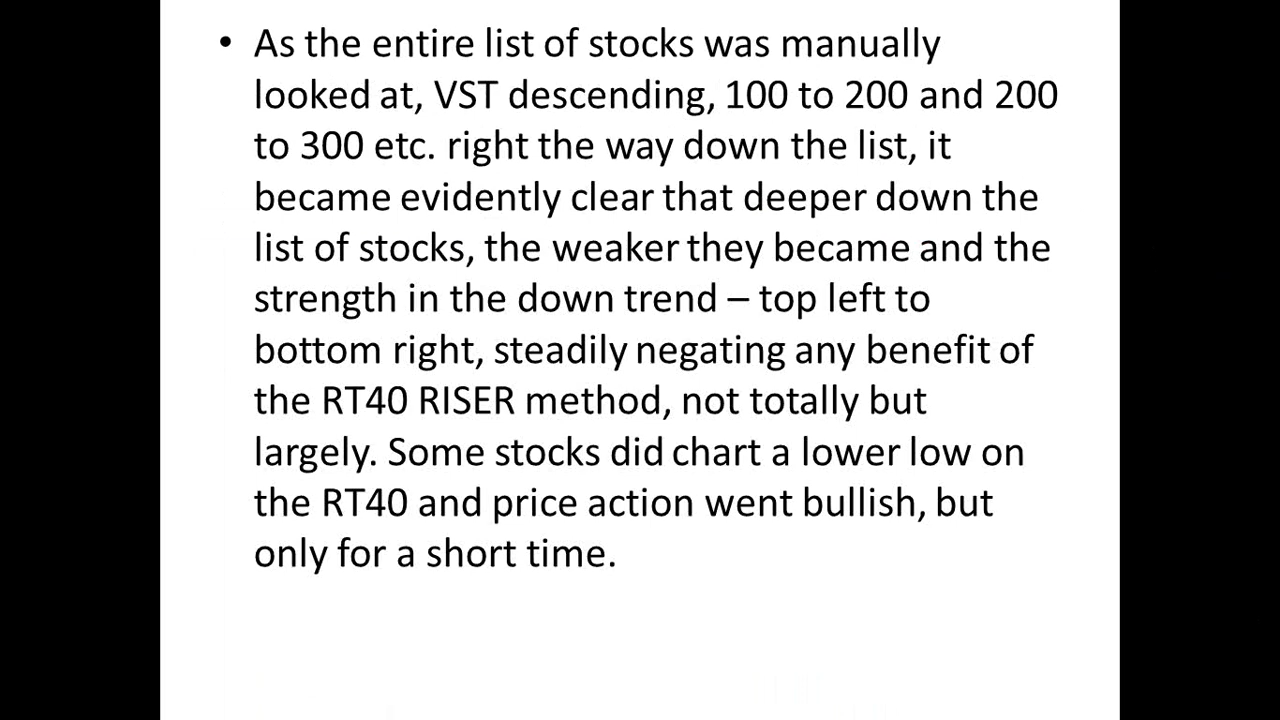 • As the entire list of stocks was manually
looked at, VST descending, 100 to 200 and 200
to 300 etc. right the way down the list, it
became evidently clear that deeper down the
list of stocks, the weaker they became and the
strength in the down trend – top left to
bottom right, steadily negating any benefit of
the RT40 RISER method, not totally but
largely. Some stocks did chart a lower low on
the RT40 and price action went bullish, but
only for a short time.